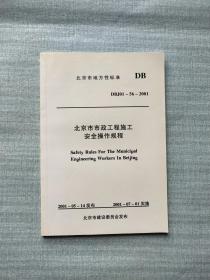 北京市地方性标准
DB
DBJ01-56-2001
北京市市政工程施工
安全操作规程
Safety Rules For The Municipal
Engineering Workers In Beijing
2001-05-14发布
2001-07-01实施
北京市建设委员会发布